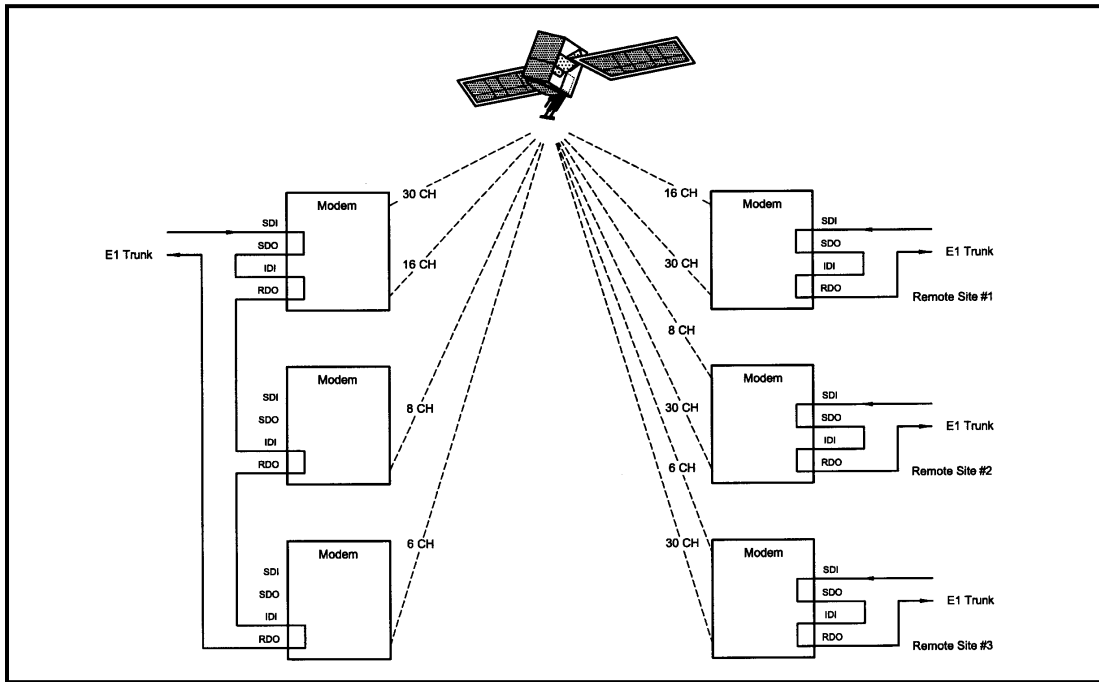 30 CH
16 CH
Modem
SDI
SDO
E1 Trunk
IDI
RDO
16 CH
30 CH
Modem
SDI
SDO
E1 Trunk
IDI
RDO
Remote Site #1
8 CH
Modem
SDI
SDO
IDI
RDO
8 CH
30 CH
Modem
SDI
SDO
E1 Trunk
IDI
RDO
Remote Site #2
6 CH
Modem
SDI
SDO
IDI
RDO
6 CH
30 CH
Modem
SDI
SDO
E1 Trunk
IDI
RDO
Remote Site #3